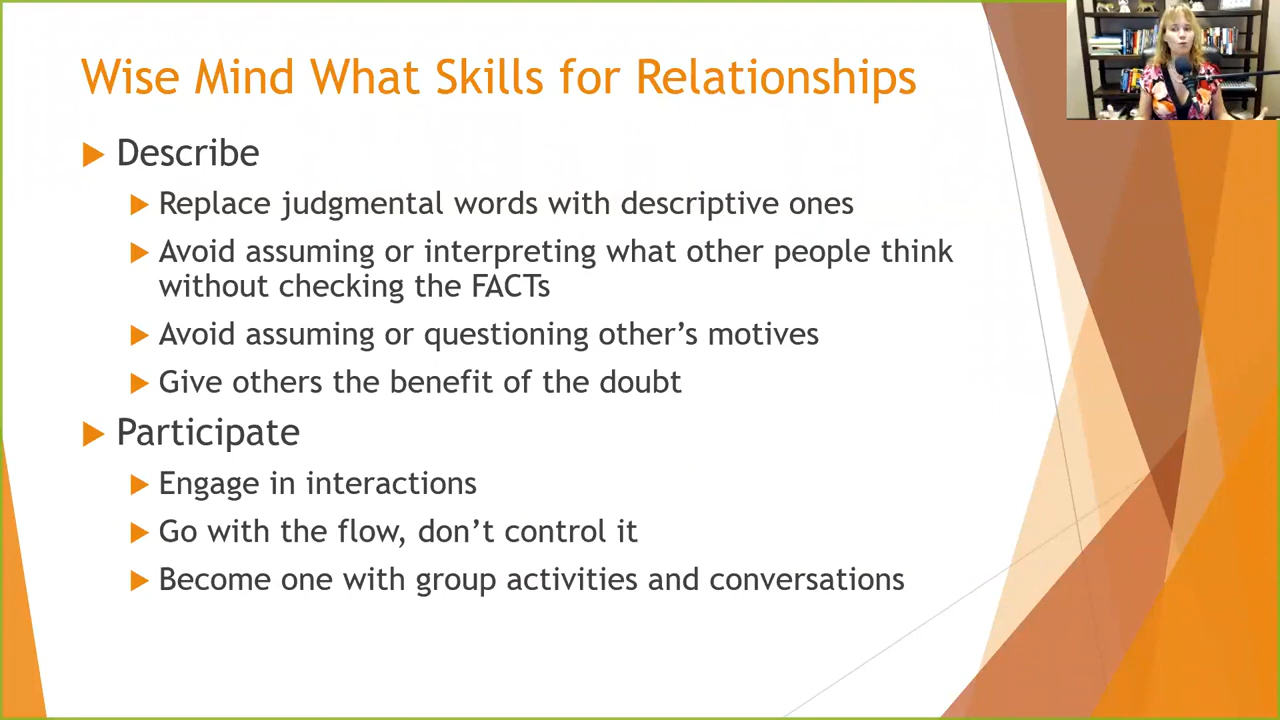 Wise Mind What Skills for Relationships
Describe
Replace judgmental words with descriptive ones
Avoid assuming or interpreting what other people think
without checking the FACTs
Avoid assuming or questioning other's motives
Give others the benefit of the doubt
Participate
Engage in interactions
Go with the flow, don't control it
Become one with group activities and conversations